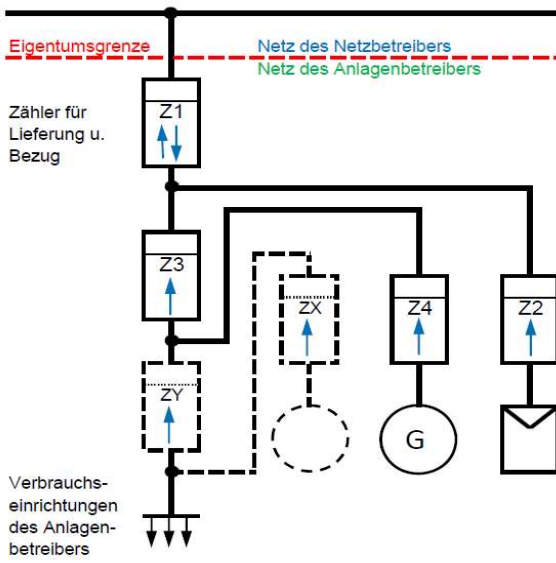 Eigentumsgrenze
Netz des Netzbetreibers
Netz des Anlagenbetreibers
Zähler für
Lieferung u.
Bezug
Z1
Z3
ZX
Z4
Z2
ZY
G
Verbrauchs-
einrichtungen
des Anlagen-
betreibers